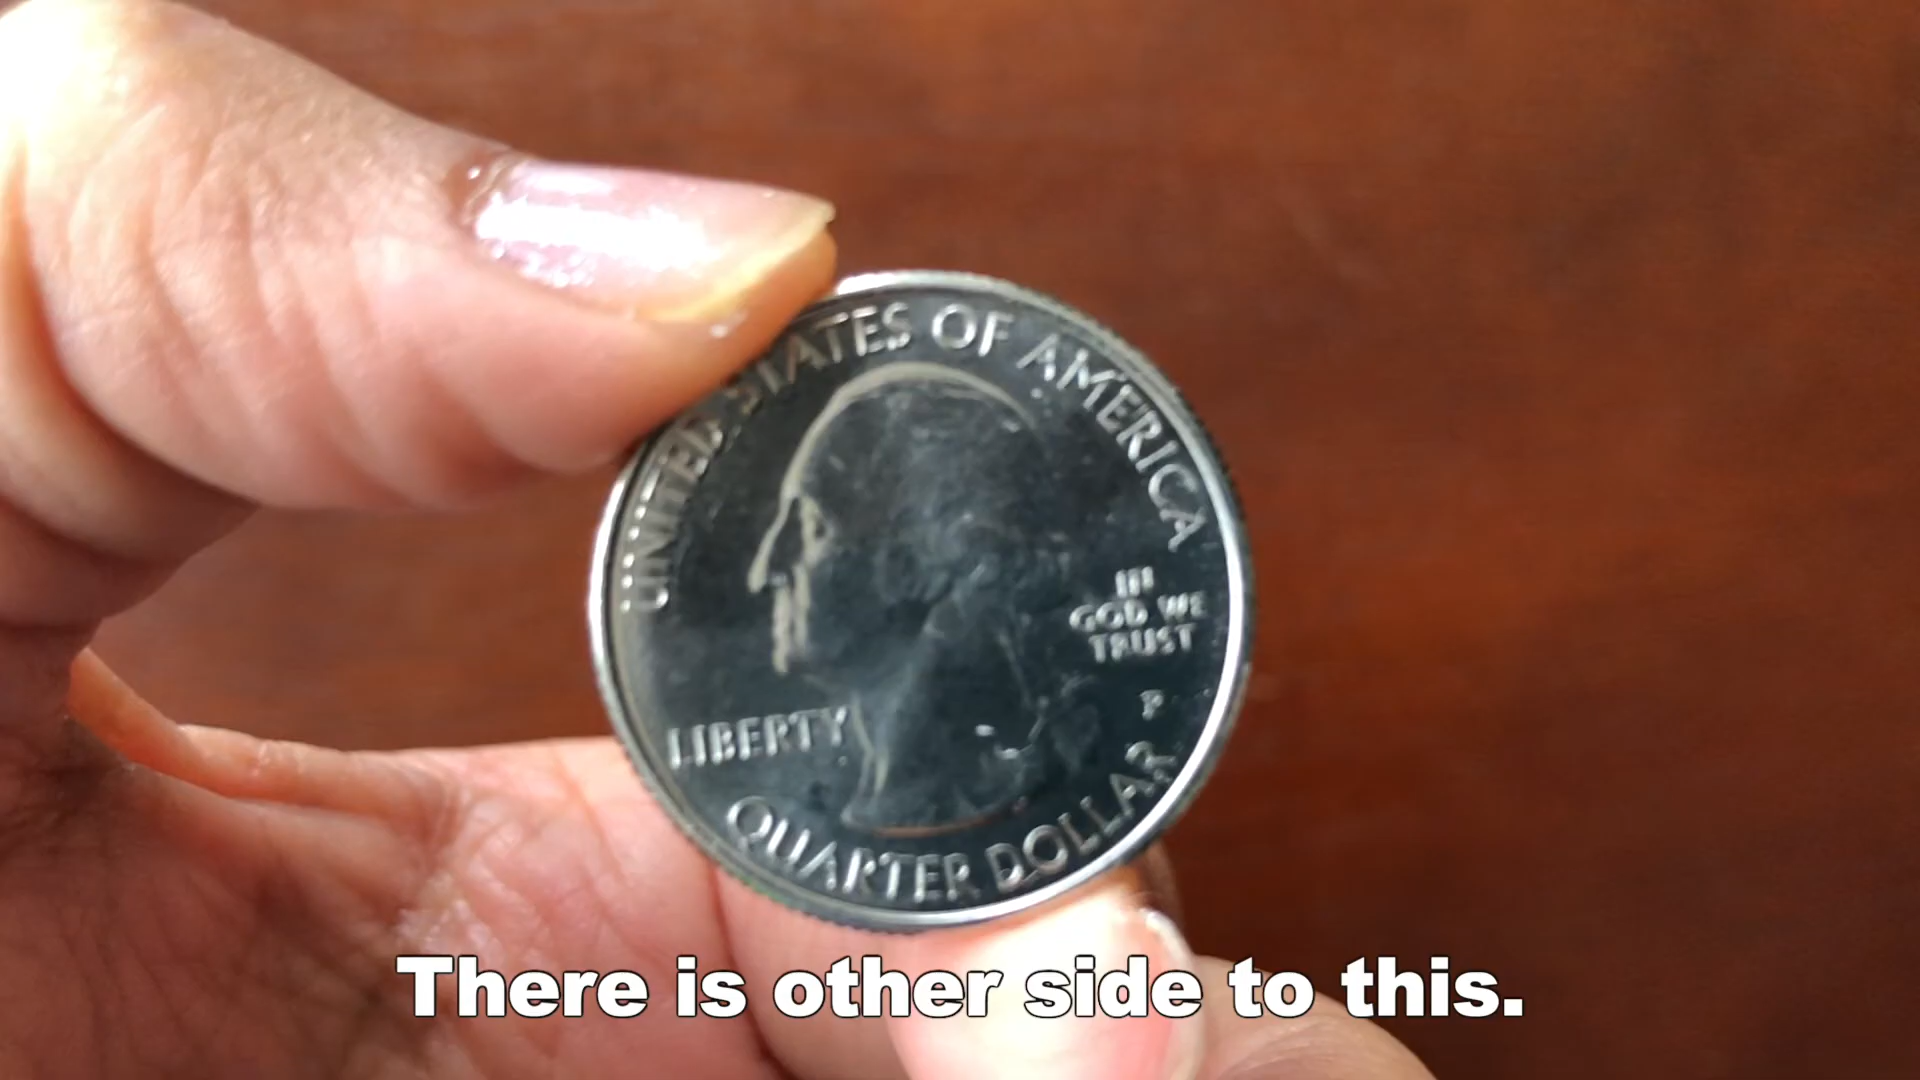 UNITED STATES OF AMERICA
IN
GOD WE
TRUST
P
LIBERTY
QUARTER DOLLAR
There is other side to this.